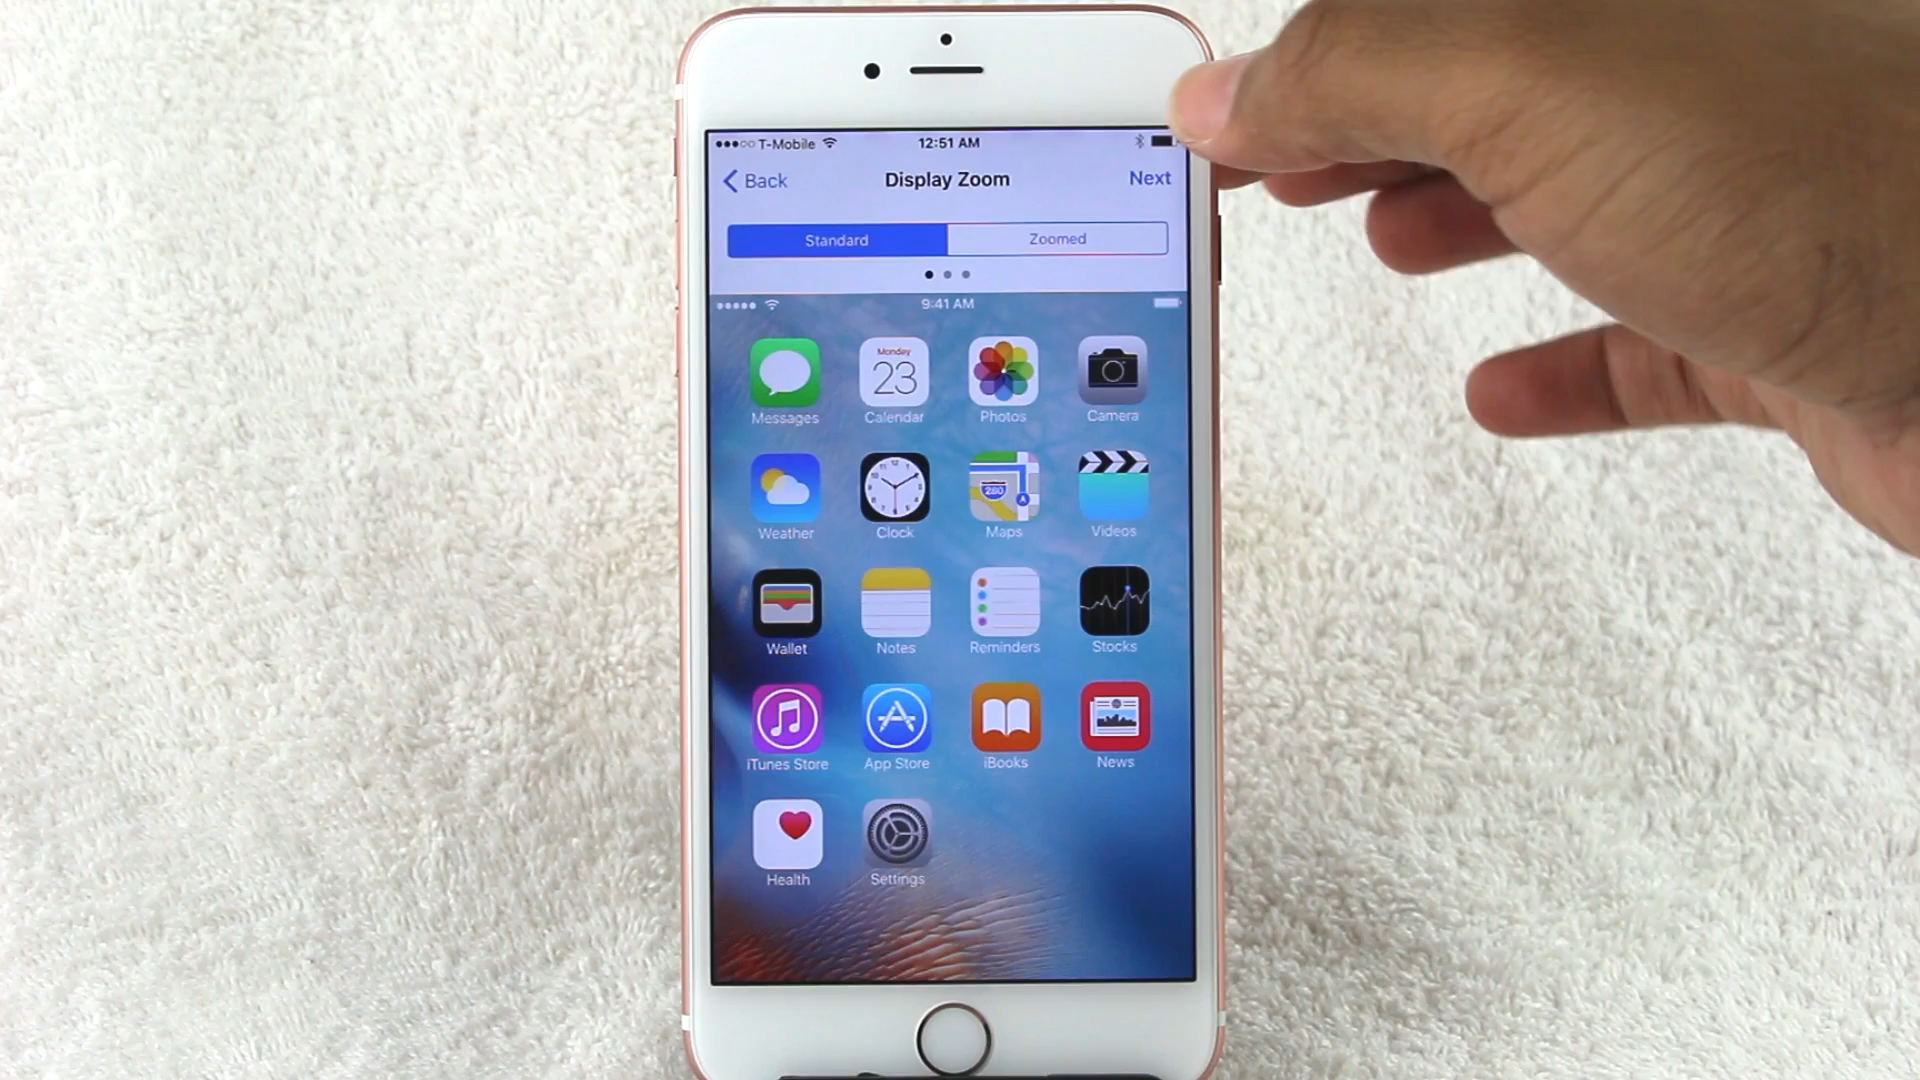 T-Mobile 12:51 AM
Back Display Zoom Next
Standard Zoomed
9:41 AM
Monday
23
Messages Calendar Photos Camera
280 A
Weather Clock Maps Videos
Wallet Notes Reminders Stocks
iTunes Store App Store iBooks News
Health Settings